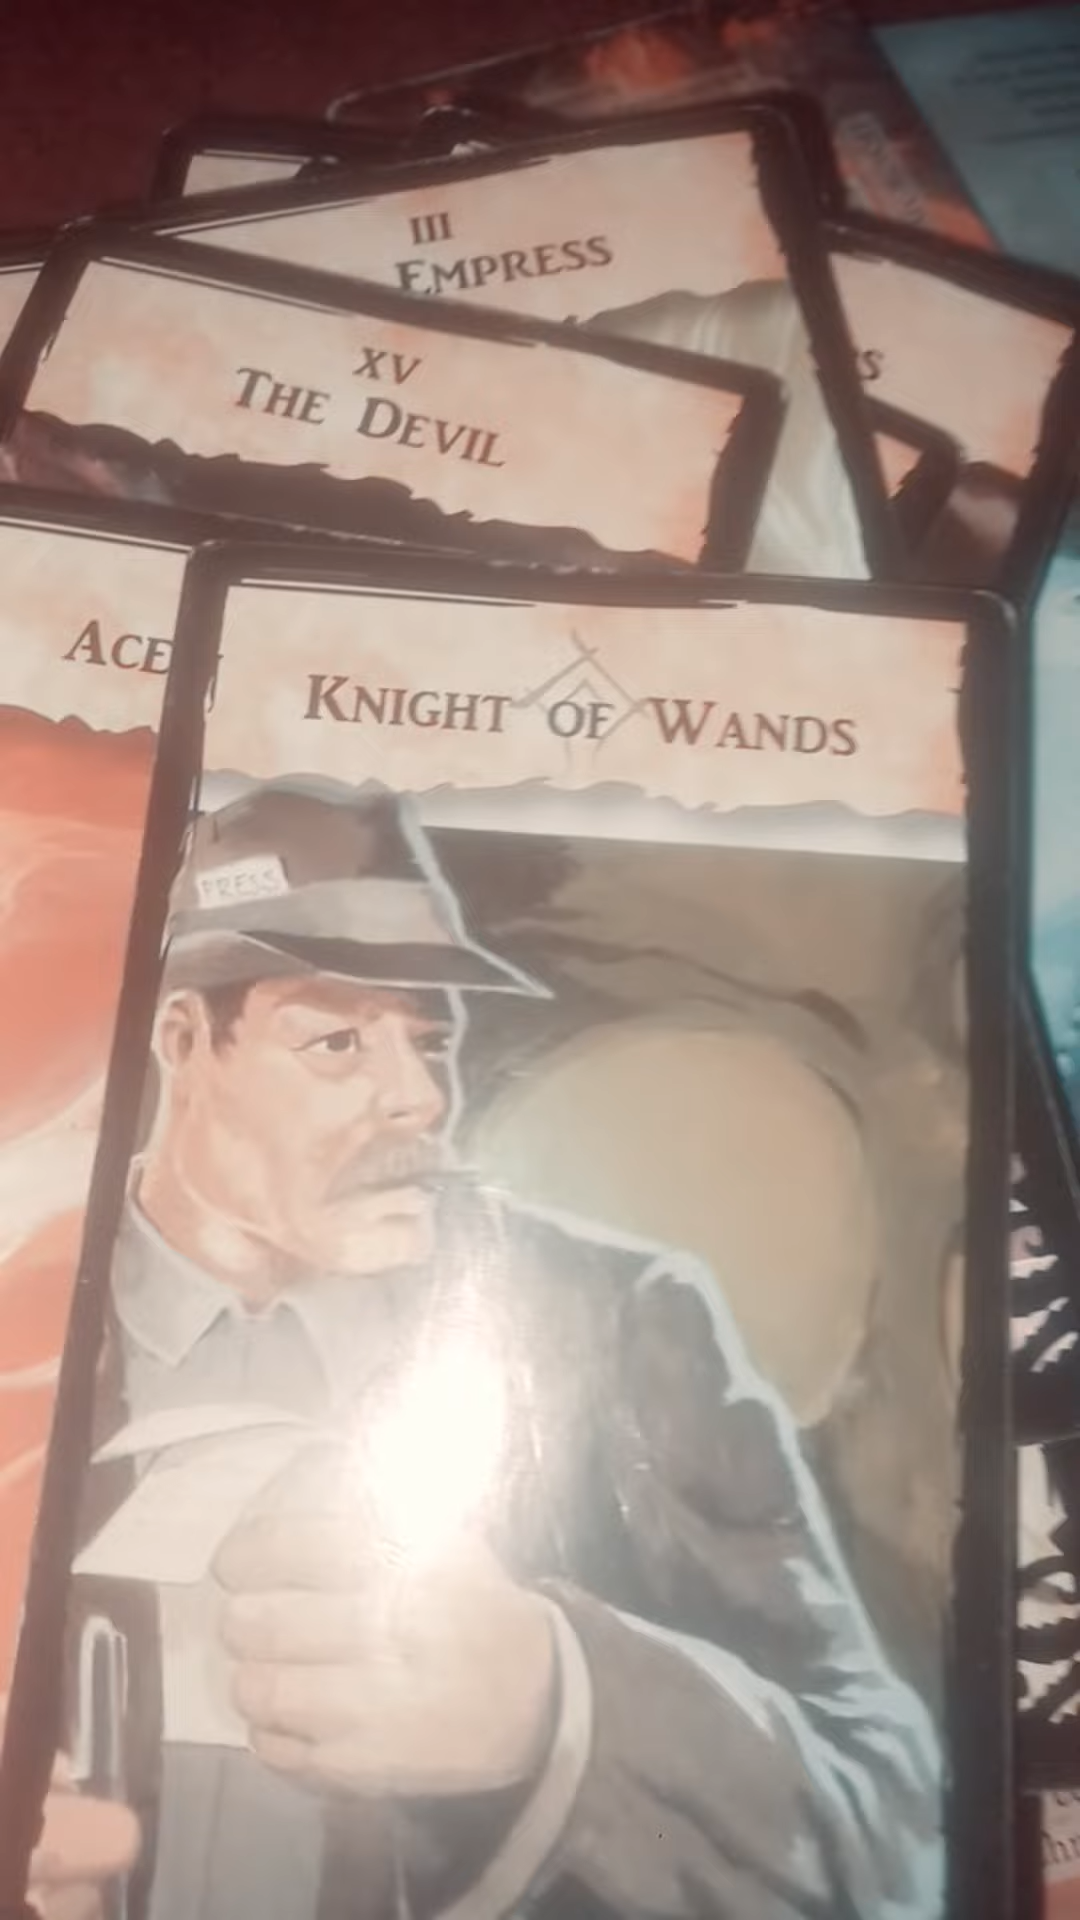 III
EMPRESS
XV
THE DEVIL
ACE
KNIGHT OF WANDS
PRESS